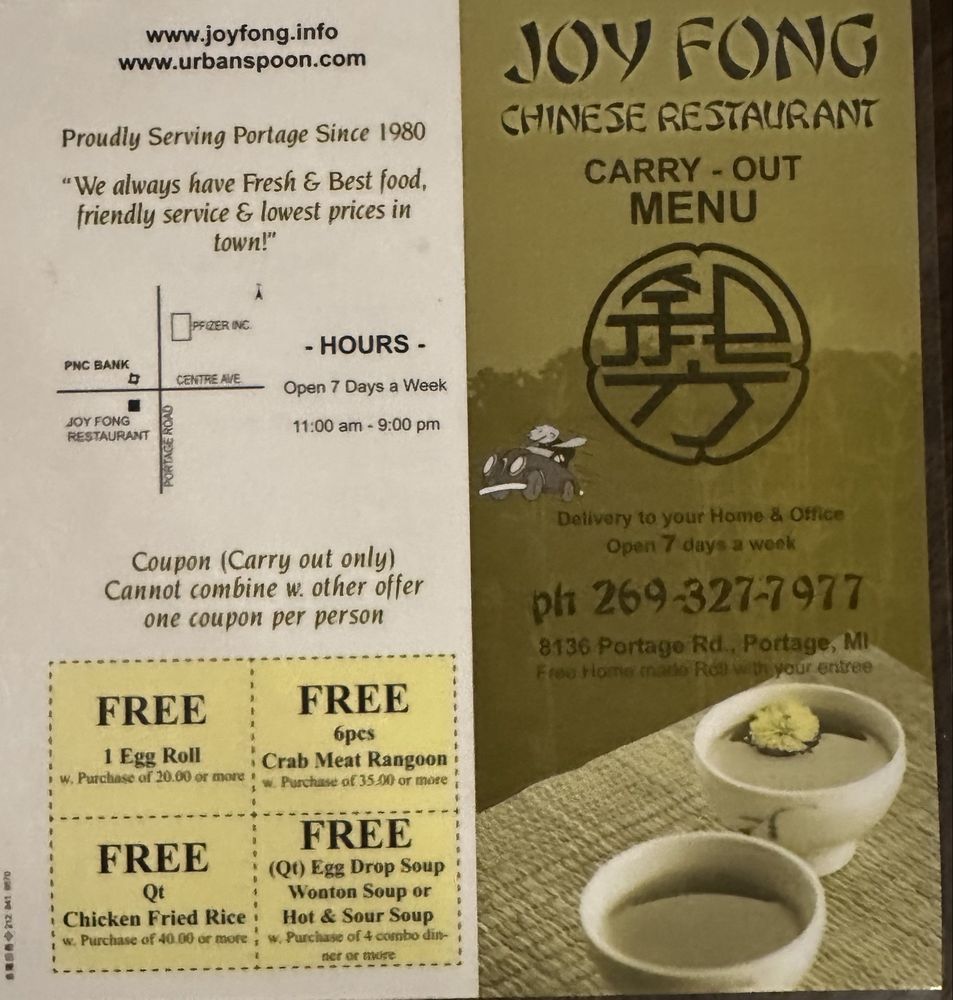 www.joyfong.info
www.urbanspoon.com
Proudly Serving Portage Since 1980
"We always have Fresh & Best food,
friendly service & lowest prices in
town!"
PFIZER INC.
PNC BANK
CENTRE AVE.
JOY FONG
RESTAURANT
PORTAGE ROAD
- HOURS -
Open 7 Days a Week
11:00 am - 9:00 pm
Coupon (Carry out only)
Cannot combine w. other offer
one coupon per person
FREE
1 Egg Roll
w. Purchase of 20.00 or more
FREE
6pcs
Crab Meat Rangoon
w. Purchase of 35.00 or more
FREE
Qt
Chicken Fried Rice
w. Purchase of 40.00 or more
FREE
(Qt) Egg Drop Soup
Wonton Soup or
Hot & Sour Soup
w. Purchase of 4 combo din-
ner or more
JOY FONG
CHINESE RESTAURANT
CARRY - OUT
MENU
Delivery to your Home & Office
Open 7 days a week
ph 269-327-7977
8136 Portage Rd., Portage, MI
Free Home made Roll with your entree